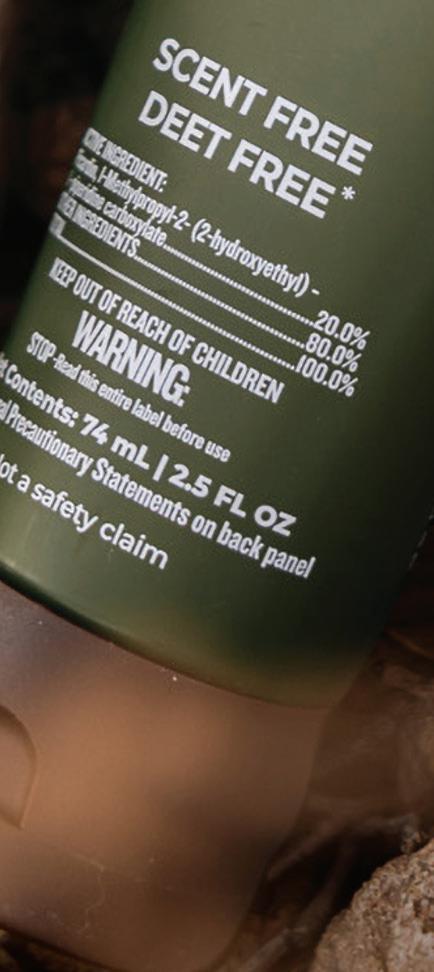 SCENT FREE
DEET FREE*
INGREDIENT:
1-Methylpropyl-2- (2-hydroxyethyl) -
carboxylate........20.0%
INGREDIENTS........80.0%
........100.0%
KEEP OUT OF REACH OF CHILDREN
WARNING:
STOP-Read this entire label before use
Contents: 74 mL | 2.5 FL OZ
Precautionary Statements on back panel
a safety claim